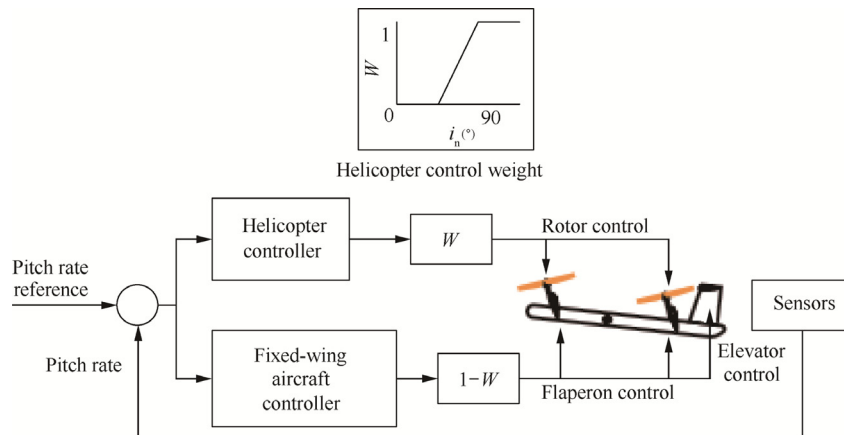 1
W
0
90
iₙ(°)
Helicopter control weight
Helicopter
controller
W
Rotor control
Pitch rate
reference
Sensors
Pitch rate
Fixed-wing
aircraft
controller
1−W
Flaperon control
Elevator
control